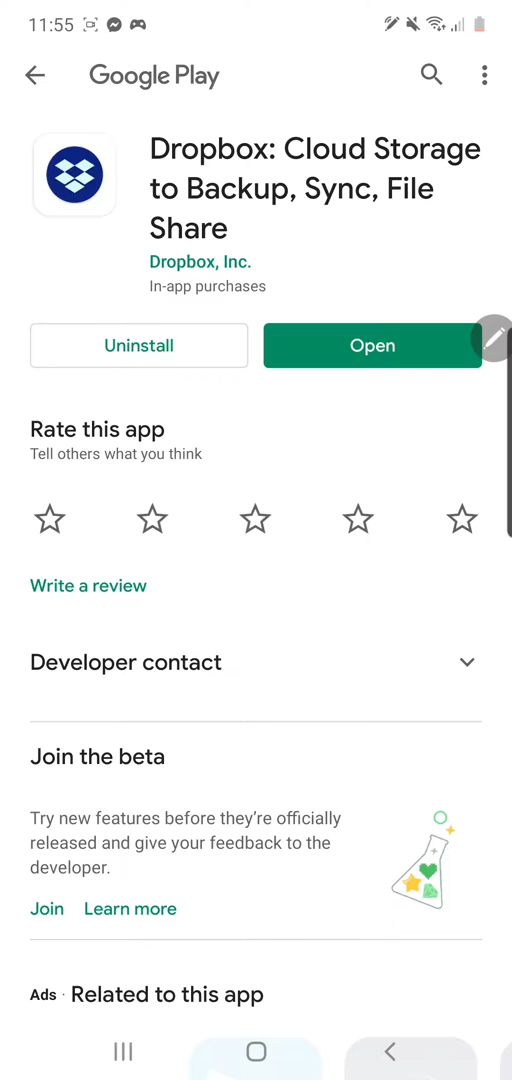 11:55
Google Play
Dropbox: Cloud Storage
to Backup, Sync, File
Share
Dropbox, Inc.
In-app purchases
Uninstall
Open
Rate this app
Tell others what you think
Write a review
Developer contact
Join the beta
Try new features before they're officially
released and give your feedback to the
developer.
Join Learn more
Ads · Related to this app